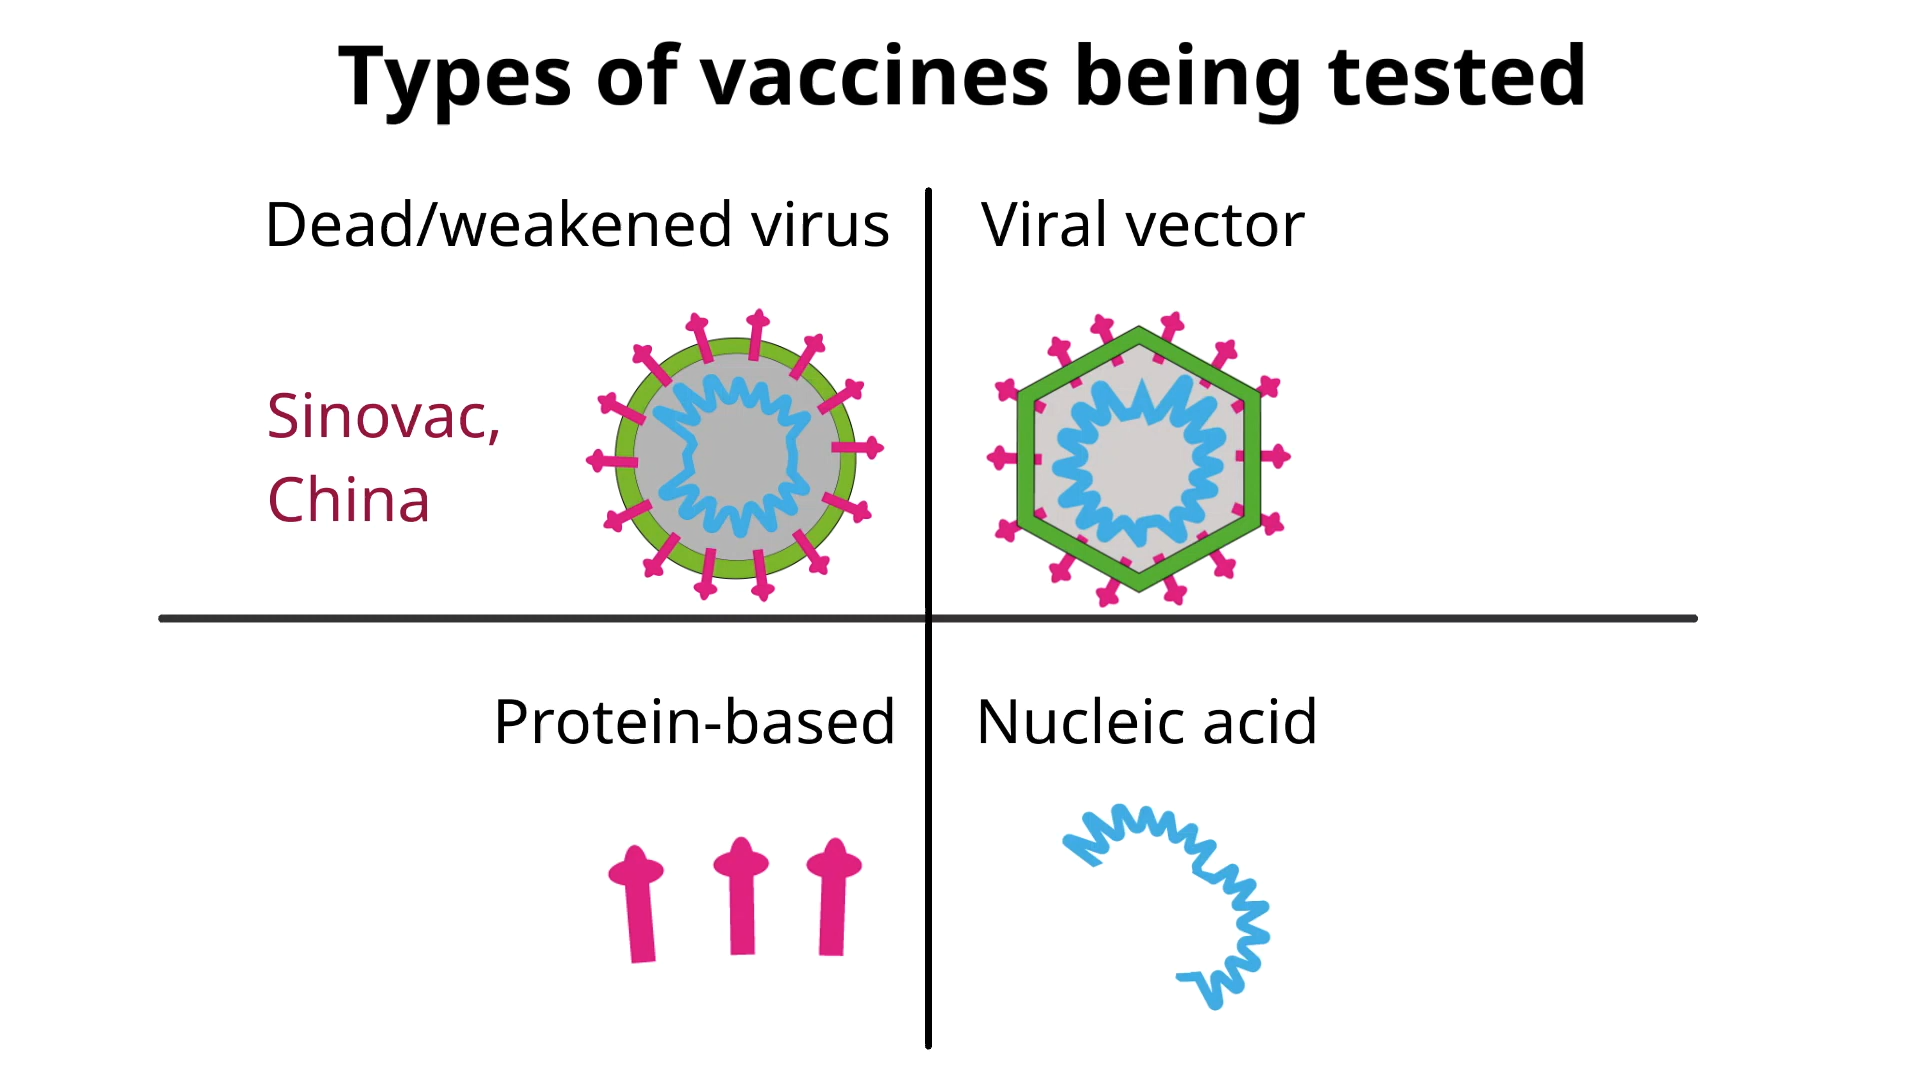 Types of vaccines being tested
Dead/weakened virus
Viral vector
Sinovac,
China
Protein-based
Nucleic acid